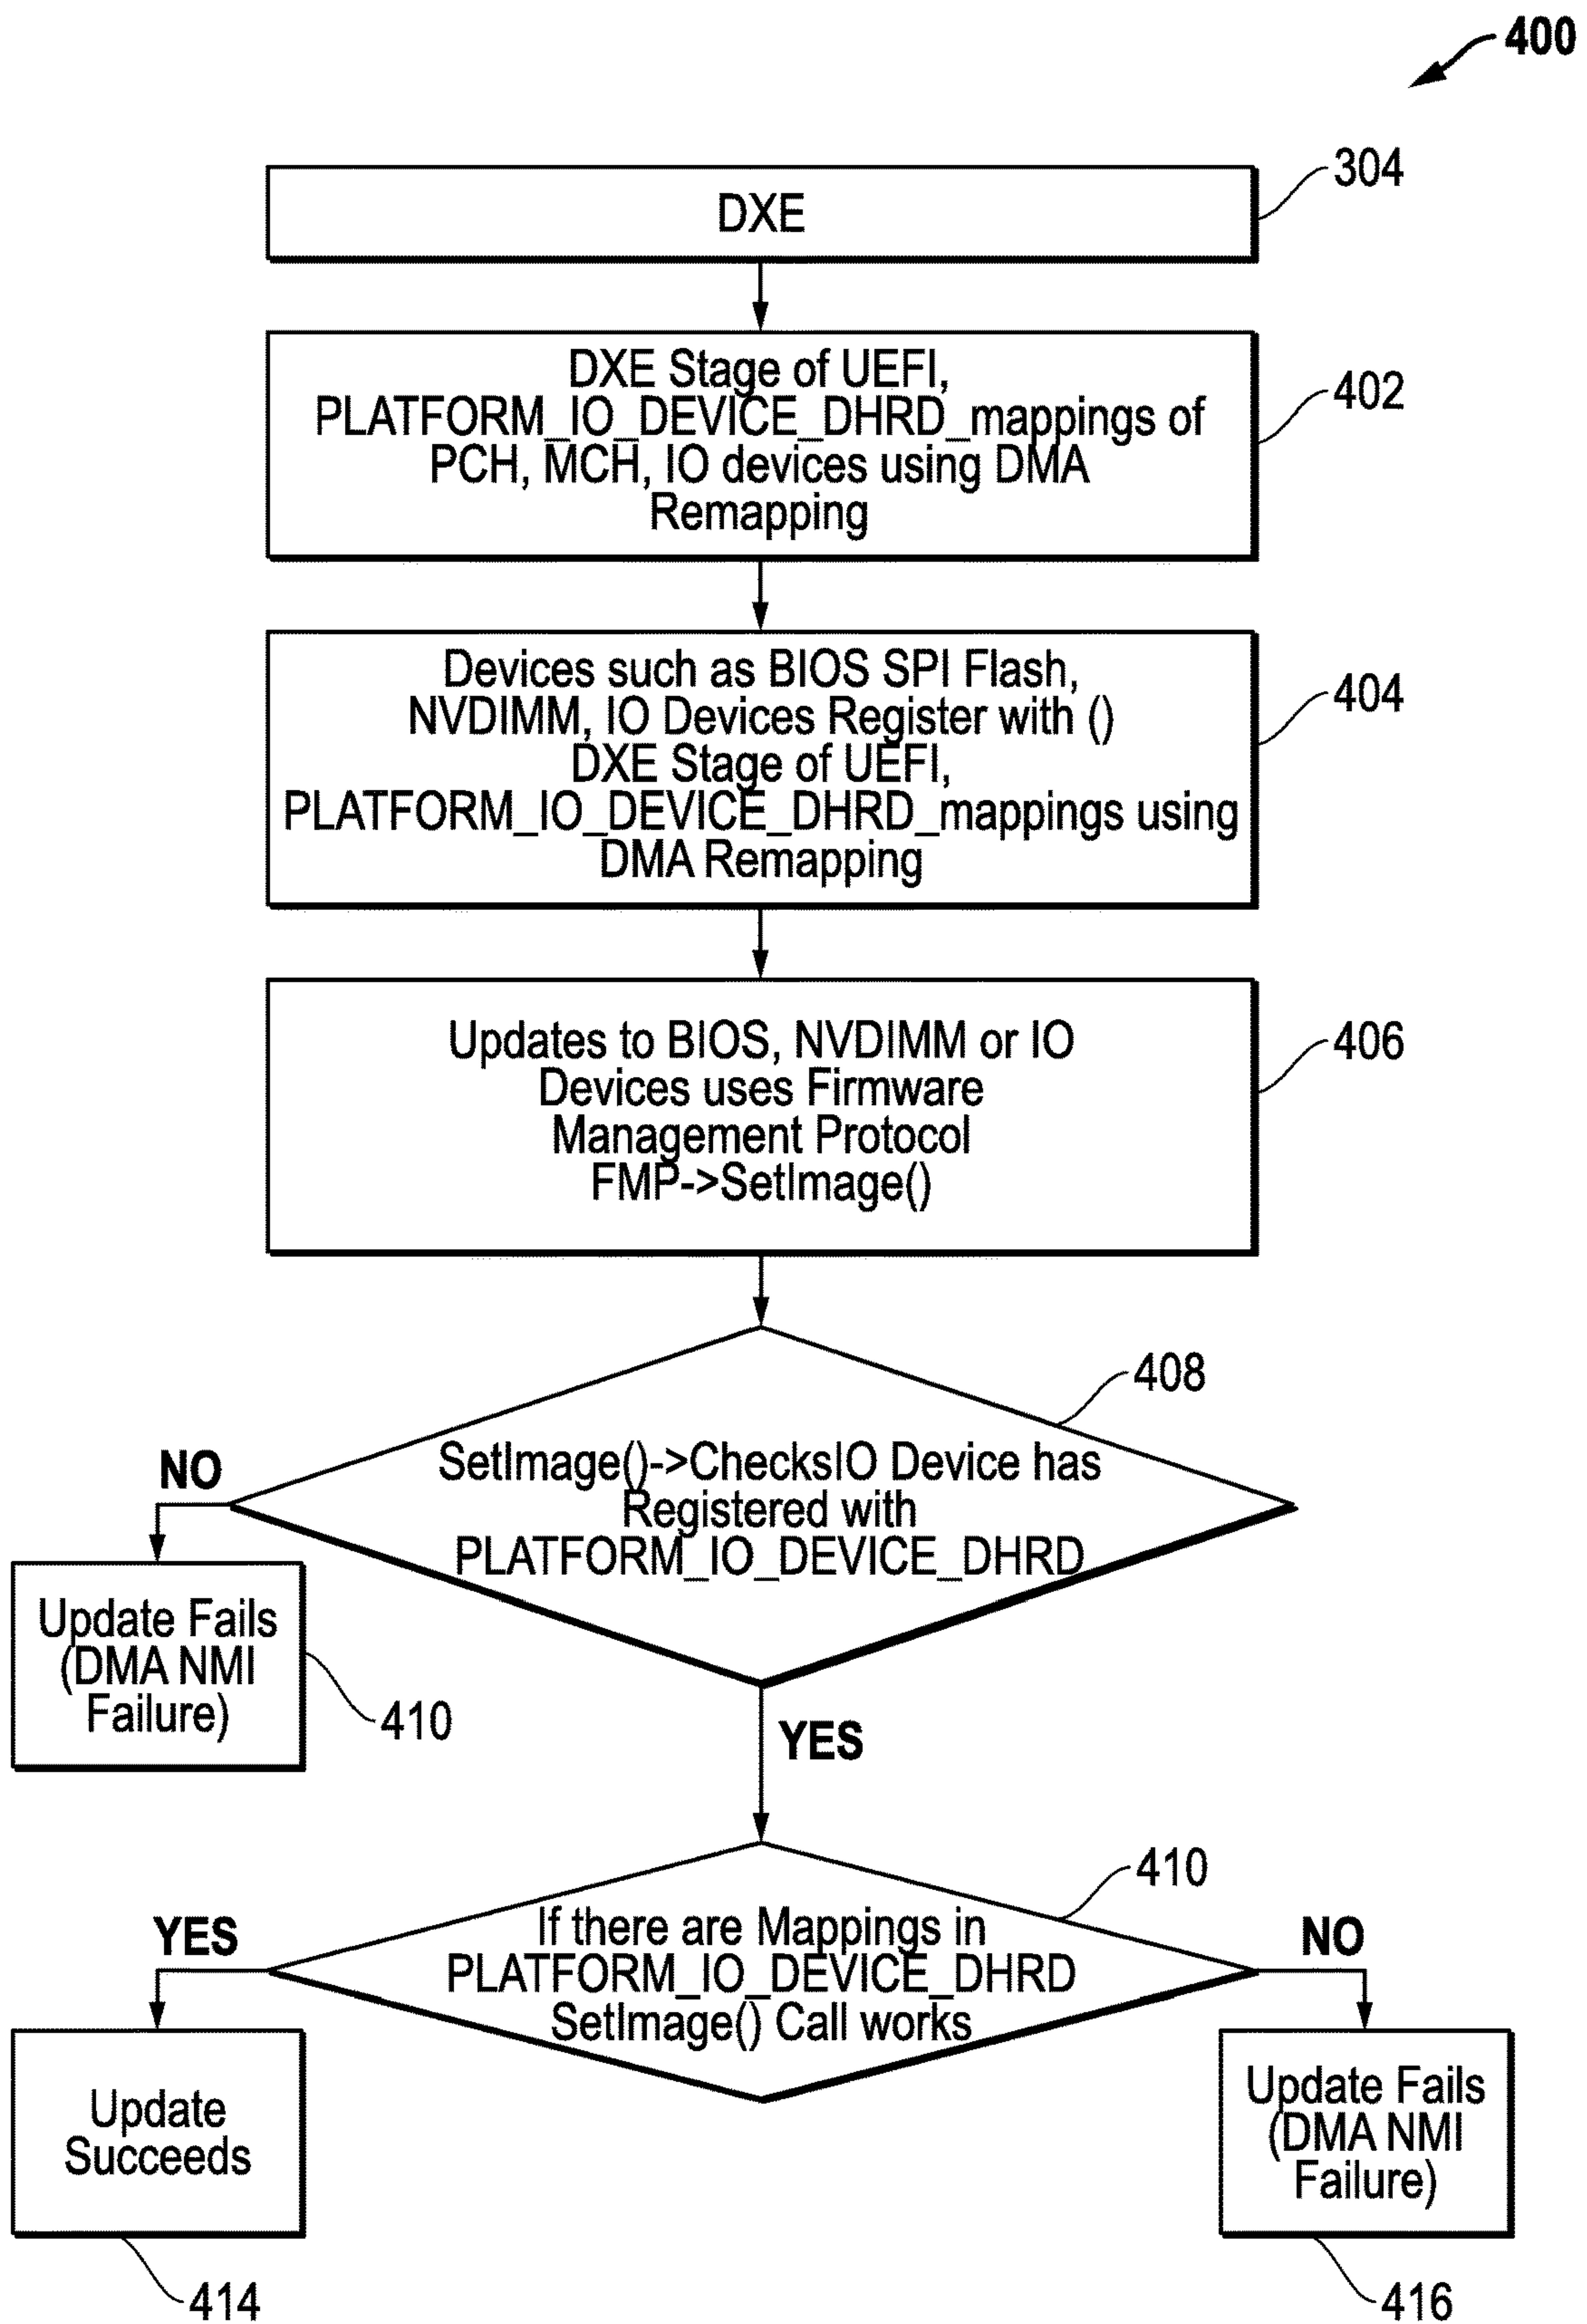 400
304
DXE
DXE Stage of UEFI,
PLATFORM_IO_DEVICE_DHRD_mappings of
PCH, MCH, IO devices using DMA
Remapping
402
Devices such as BIOS SPI Flash,
NVDIMM, IO Devices Register with ()
DXE Stage of UEFI,
PLATFORM_IO_DEVICE_DHRD_mappings using
DMA Remapping
404
Updates to BIOS, NVDIMM or IO
Devices uses Firmware
Management Protocol
FMP->SetImage()
406
408
SetImage()->ChecksIO Device has
Registered with
PLATFORM_IO_DEVICE_DHRD
NO
Update Fails
(DMA NMI
Failure)
410
YES
410
If there are Mappings in
PLATFORM_IO_DEVICE_DHRD
SetImage() Call works
YES
NO
Update
Succeeds
414
Update Fails
(DMA NMI
Failure)
416